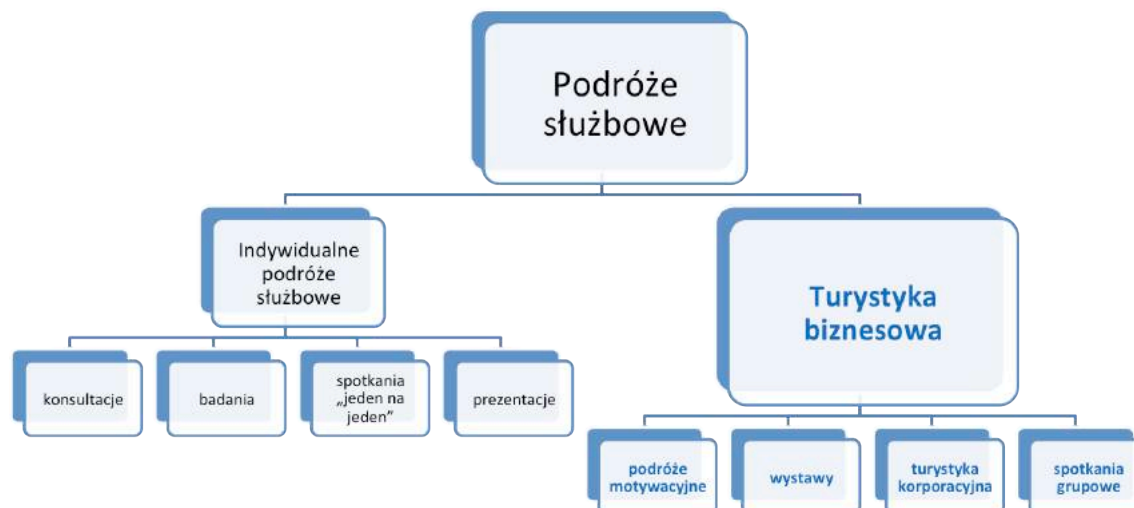 Podróże
służbowe
Indywidualne
podróże
służbowe
Turystyka
biznesowa
konsultacje
badania
spotkania
„jeden na
jeden”
prezentacje
podróże
motywacyjne
wystawy
turystyka
korporacyjna
spotkania
grupowe